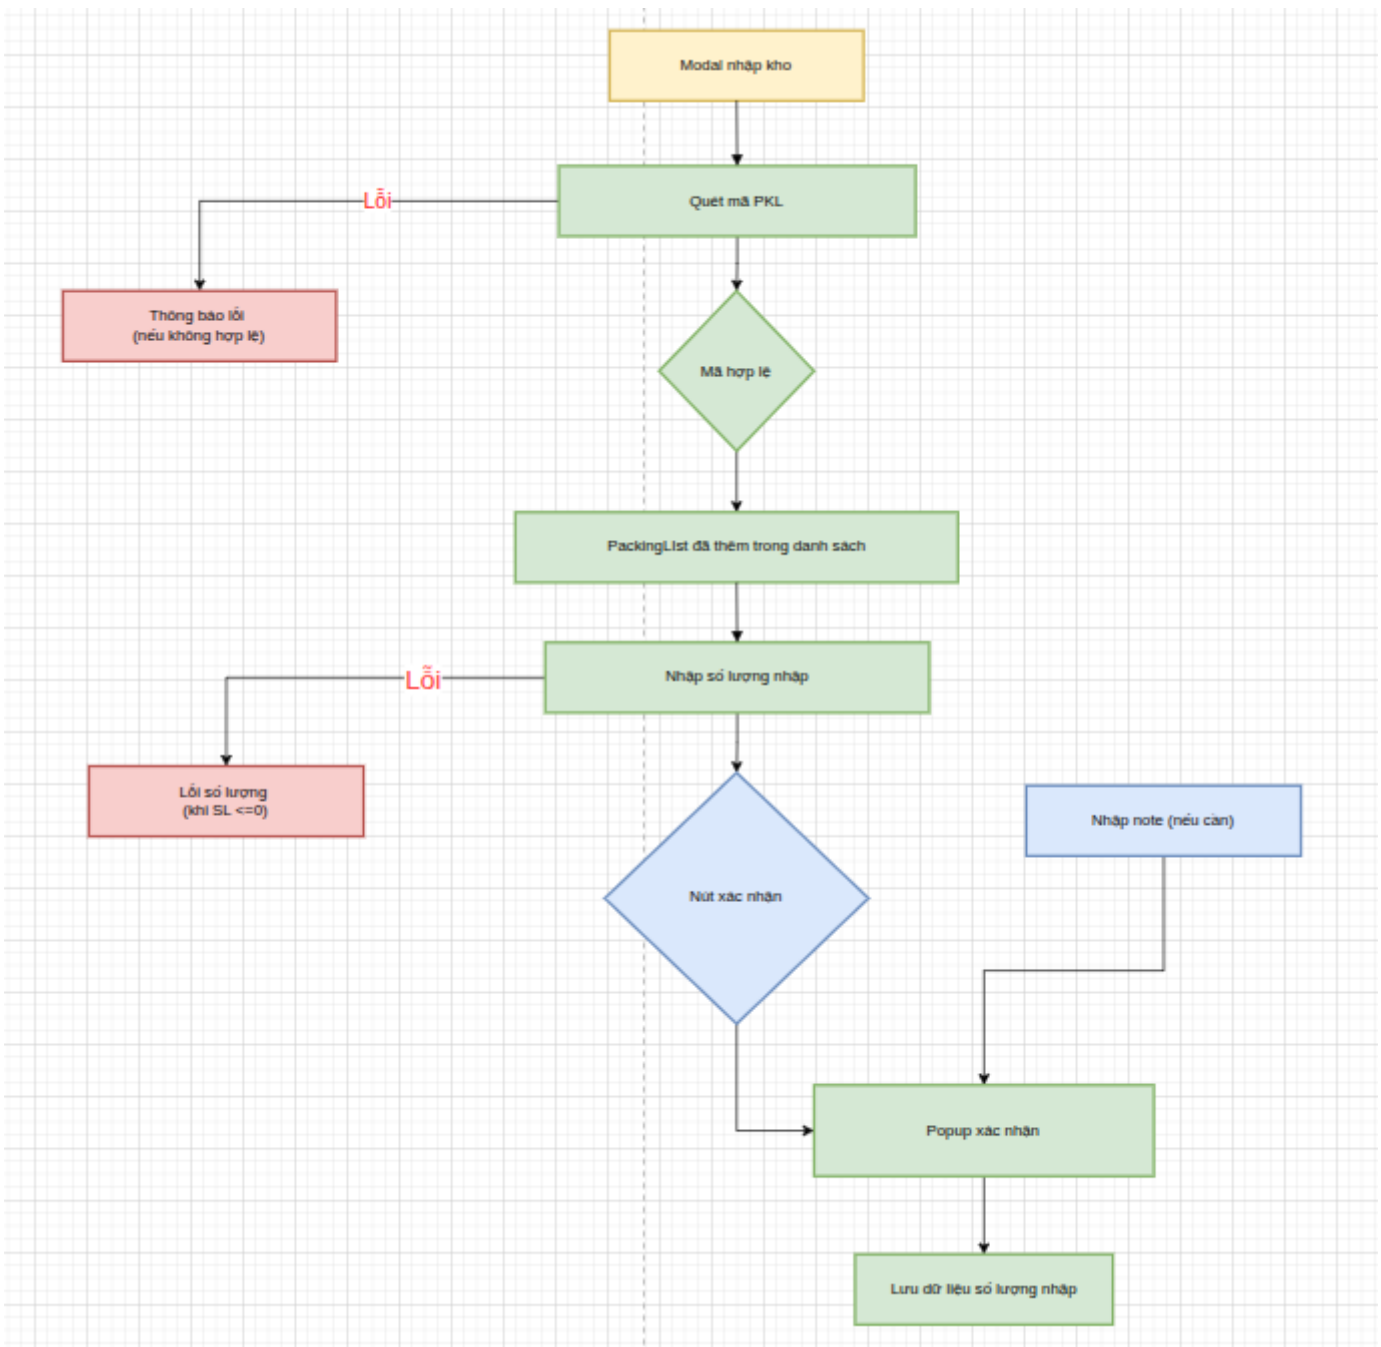 Modal nhập kho
Lỗi
Quét mã PKL
Thông báo lỗi
(nếu không hợp lệ)
Mã hợp lệ
PackingLIst đã thêm trong danh sách
Lỗi
Nhập số lượng nhập
Lỗi số lượng
(khi SL <=0)
Nhập note (nếu cần)
Nút xác nhận
Popup xác nhận
Lưu dữ liệu số lượng nhập